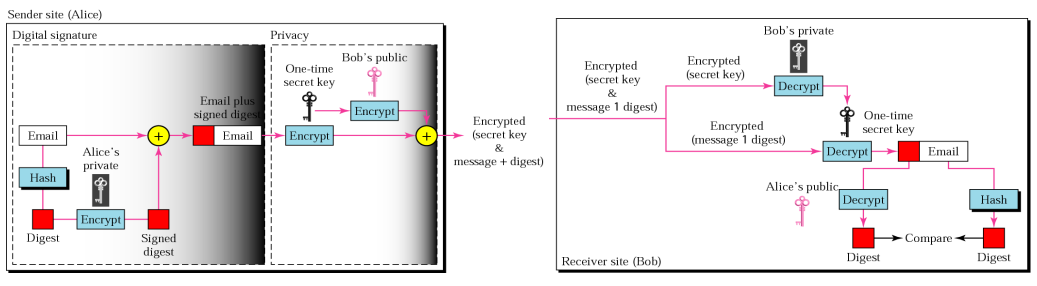 Sender site (Alice)
Digital signature
Privacy
Bob's public
One-time
secret key
Encrypt
Email plus
signed digest
Email
+
Email
Encrypt
+
Encrypted
(secret key
&
message + digest)
Alice's
private
Hash
Encrypt
Digest
Signed
digest
Encrypted
(secret key
&
message 1 digest)
Encrypted
(secret key)
Bob's private
Decrypt
One-time
secret key
Encrypted
(message 1 digest)
Decrypt
Email
Alice's public
Decrypt
Hash
Compare
Digest
Digest
Receiver site (Bob)